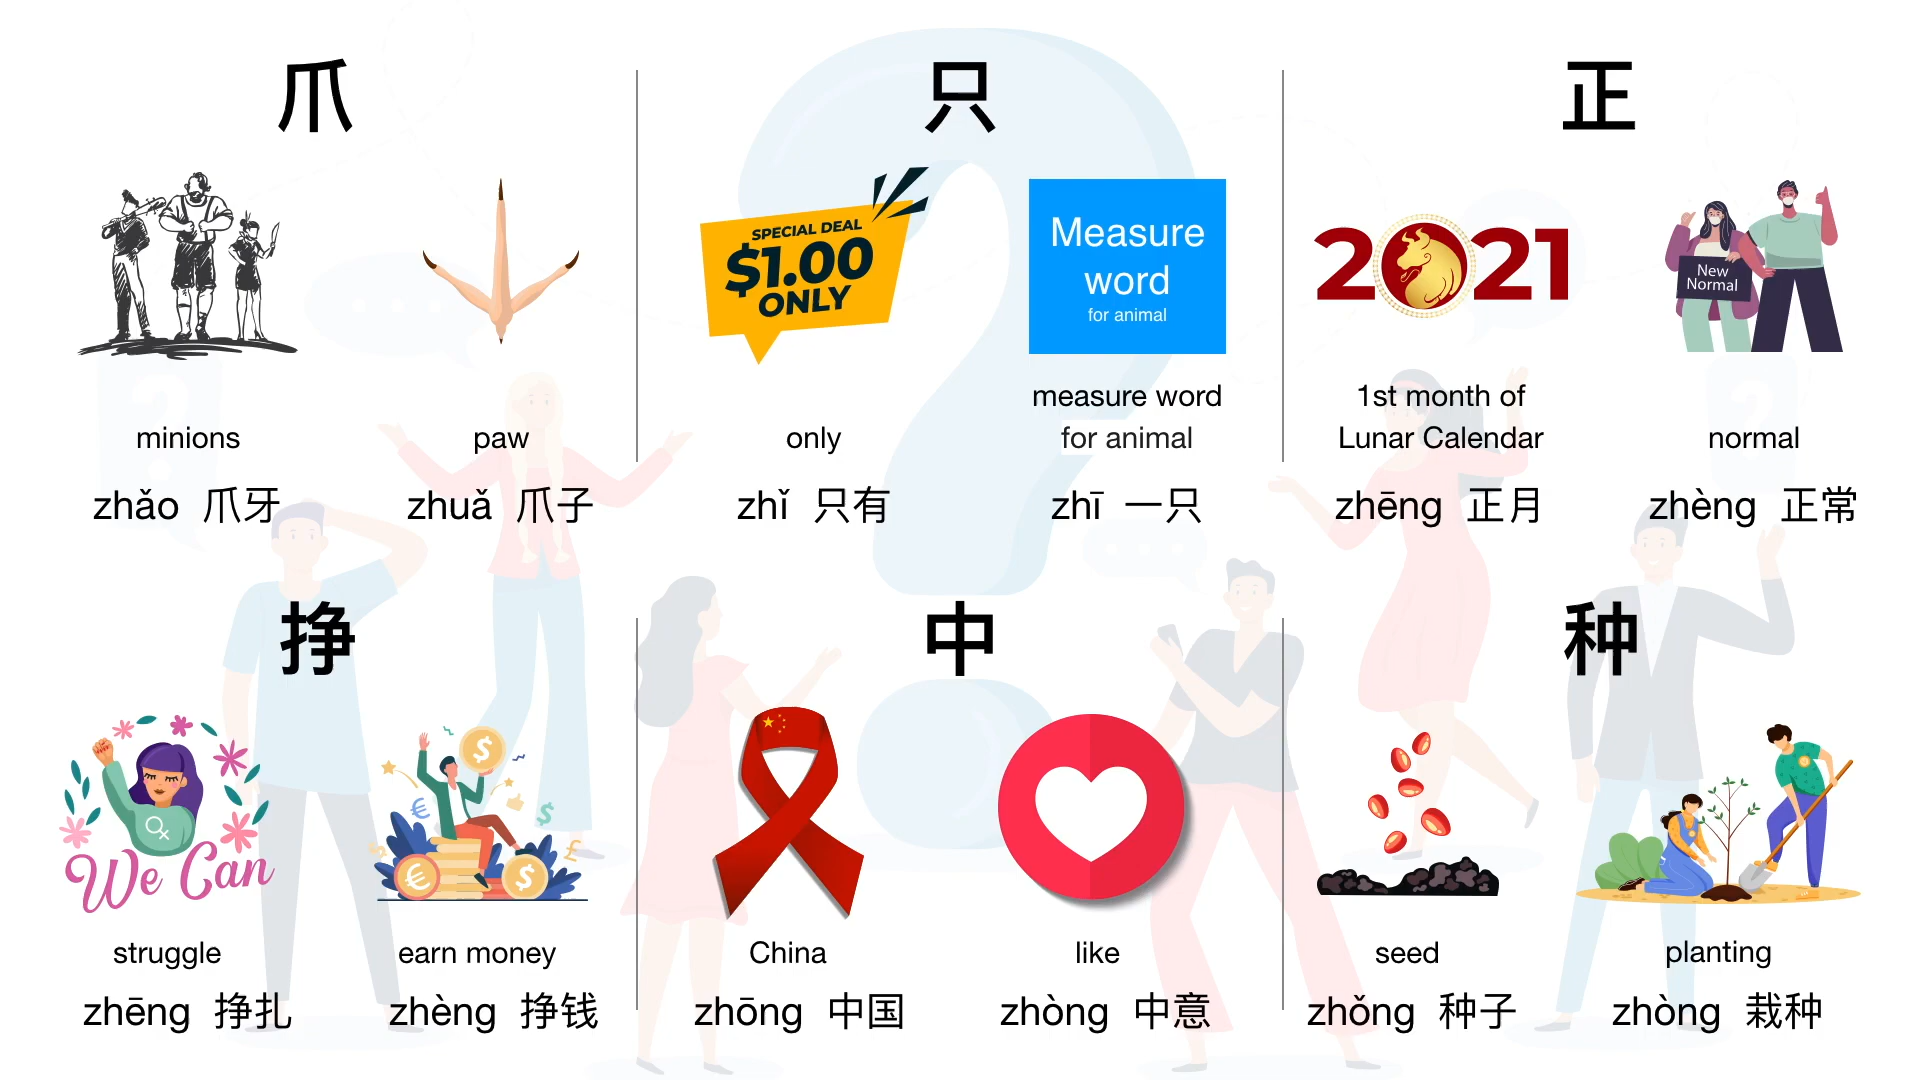 爪
只
正
SPECIAL DEAL
$1.00
ONLY
Measure
word
for animal
2021
New
Normal
minions
paw
only
measure word
for animal
1st month of
Lunar Calendar
normal
zhǎo 爪牙
zhuǎ 爪子
zhǐ 只有
zhī 一只
zhēng 正月
zhèng 正常
挣
中
种
We Can
struggle
earn money
China
like
seed
planting
zhēng 挣扎
zhèng 挣钱
zhōng 中国
zhòng 中意
zhǒng 种子
zhòng 栽种